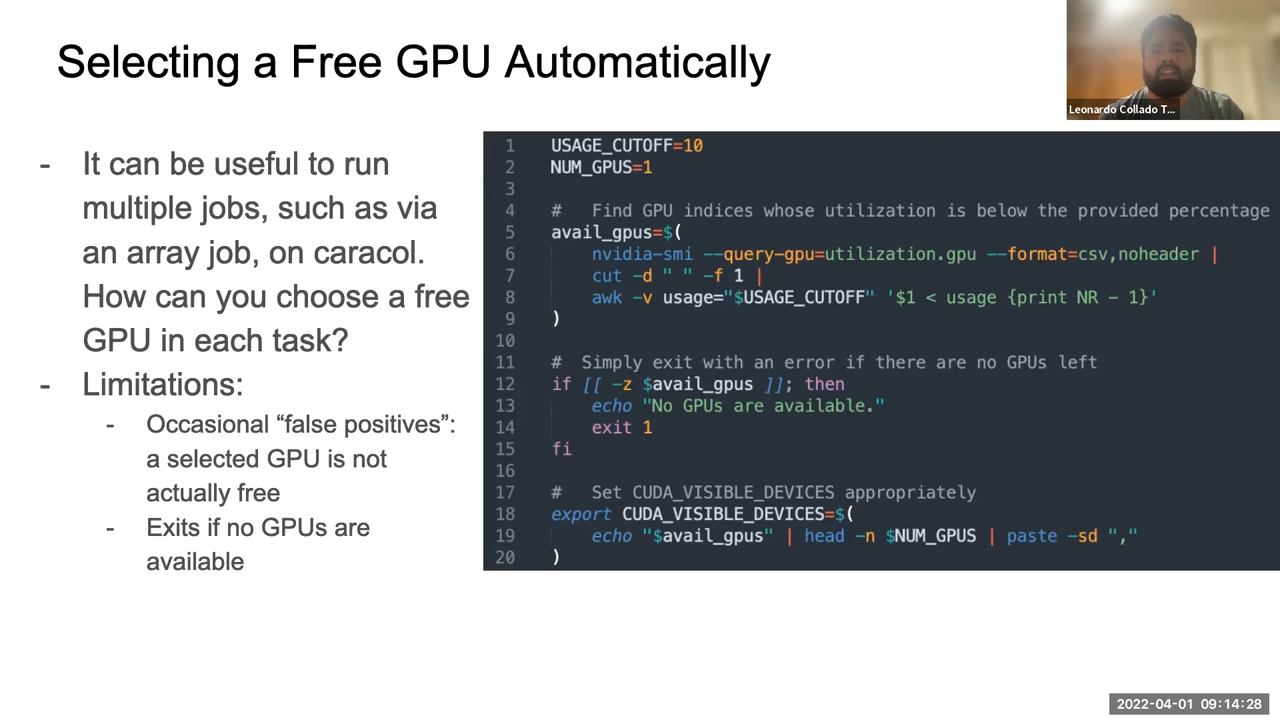 Selecting a Free GPU Automatically
Leonardo Collado T...
- It can be useful to run
multiple jobs, such as via
an array job, on caracol.
How can you choose a free
GPU in each task?
- Limitations:
- Occasional “false positives”:
a selected GPU is not
actually free
- Exits if no GPUs are
available
1 USAGE_CUTOFF=10
2 NUM_GPUS=1
3
4 # Find GPU indices whose utilization is below the provided percentage
5 avail_gpus=$(
6 nvidia-smi --query-gpu=utilization.gpu --format=csv,noheader |
7 cut -d " " -f 1 |
8 awk -v usage="$USAGE_CUTOFF" '$1 < usage {print NR - 1}'
9 )
10
11 # Simply exit with an error if there are no GPUs left
12 if [[ -z $avail_gpus ]]; then
13 echo "No GPUs are available."
14 exit 1
15 fi
16
17 # Set CUDA_VISIBLE_DEVICES appropriately
18 export CUDA_VISIBLE_DEVICES=$(
19 echo "$avail_gpus" | head -n $NUM_GPUS | paste -sd ","
20 )
2022-04-01 09:14:28